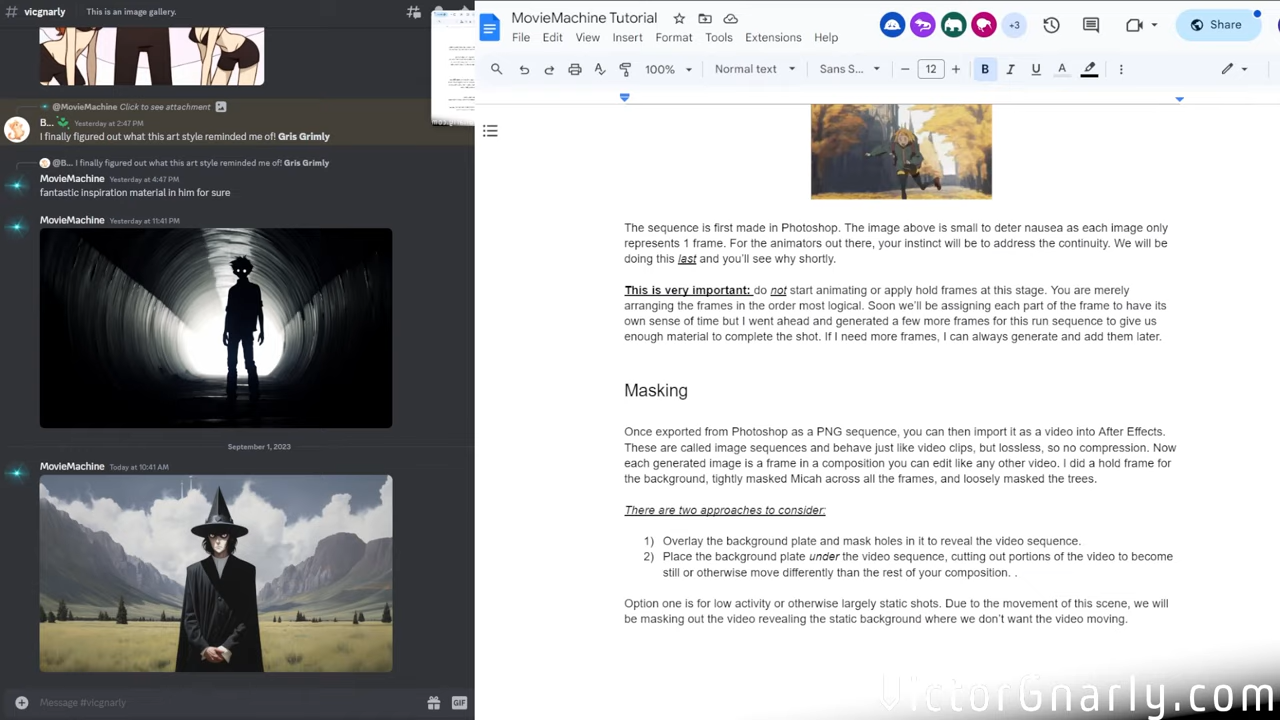 gnarly This is an image gallery.
@MovieMachine Click to see attac
B... Yesterday at 2:47 PM
I finally figured out what this art style reminded me of! Gris Grimly
@B... I finally figured out what this art style reminded me of! Gris Grimly
MovieMachine Yesterday at 4:47 PM
fantastic inspiration material in him for sure
MovieMachine Yesterday at 11:41 PM
September 1, 2023
MovieMachine Today at 10:41 AM
Message #vicgnarly
GIF
Movie Machine Tutorial
File Edit View Insert Format Tools Extensions Help
+3
Sh
00%
mal text
Sans S...
12
B
U
The sequence is first made in Photoshop. The image above is small to deter nausea as each image only
represents 1 frame. For the animators out there, your instinct will be to address the continuity. We will be
doing this last and you'll see why shortly.
This is very important: do not start animating or apply hold frames at this stage. You are merely
arranging the frames in the order most logical. Soon we'll be assigning each part of the frame to have its
own sense of time but I went ahead and generated a few more frames for this run sequence to give us
enough material to complete the shot. If I need more frames, I can always generate and add them later.
Masking
Once exported from Photoshop as a PNG sequence, you can then import it as a video into After Effects.
These are called image sequences and behave just like video clips, but lossless, so no compression. Now
each generated image is a frame in a composition you can edit like any other video. I did a hold frame for
the background, tightly masked Micah across all the frames, and loosely masked the trees.
There are two approaches to consider:
1) Overlay the background plate and mask holes in it to reveal the video sequence.
2) Place the background plate under the video sequence, cutting out portions of the video to become
still or otherwise move differently than the rest of your composition. .
Option one is for low activity or otherwise largely static shots. Due to the movement of this scene, we will
be masking out the video revealing the static background where we don't want the video moving.